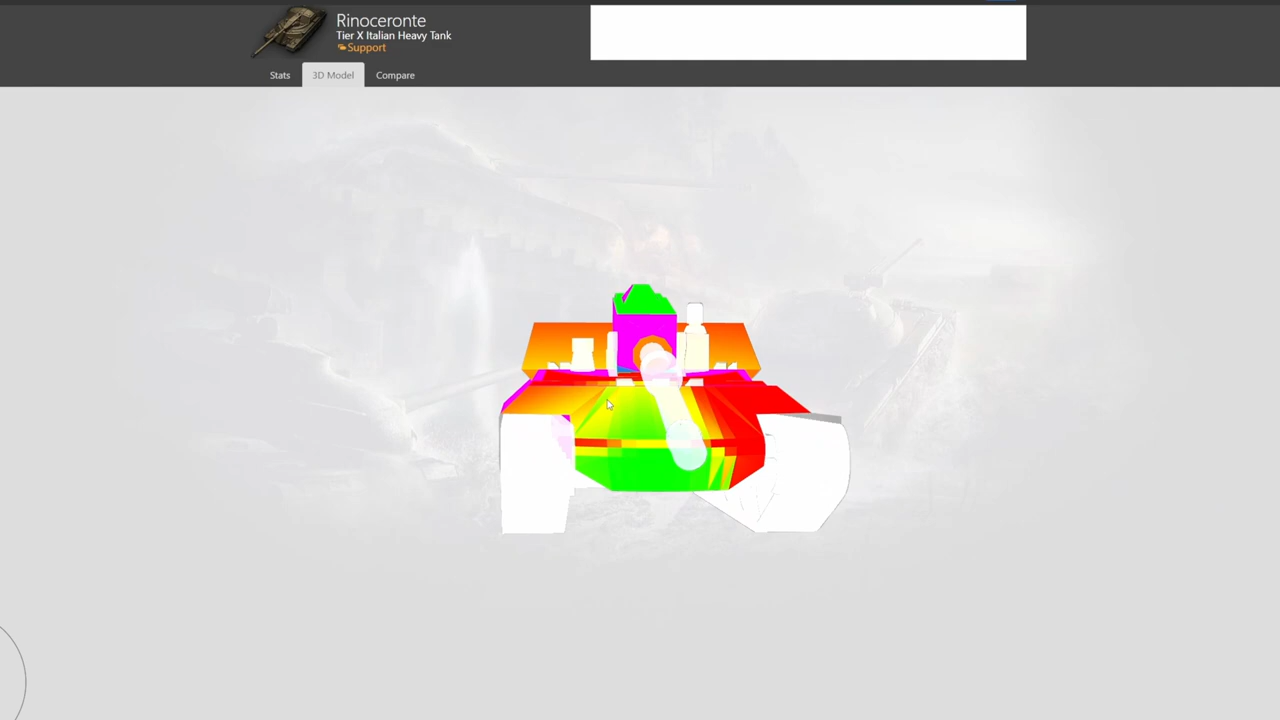 Rinoceronte
Tier X Italian Heavy Tank
Support
Stats 3D Model Compare